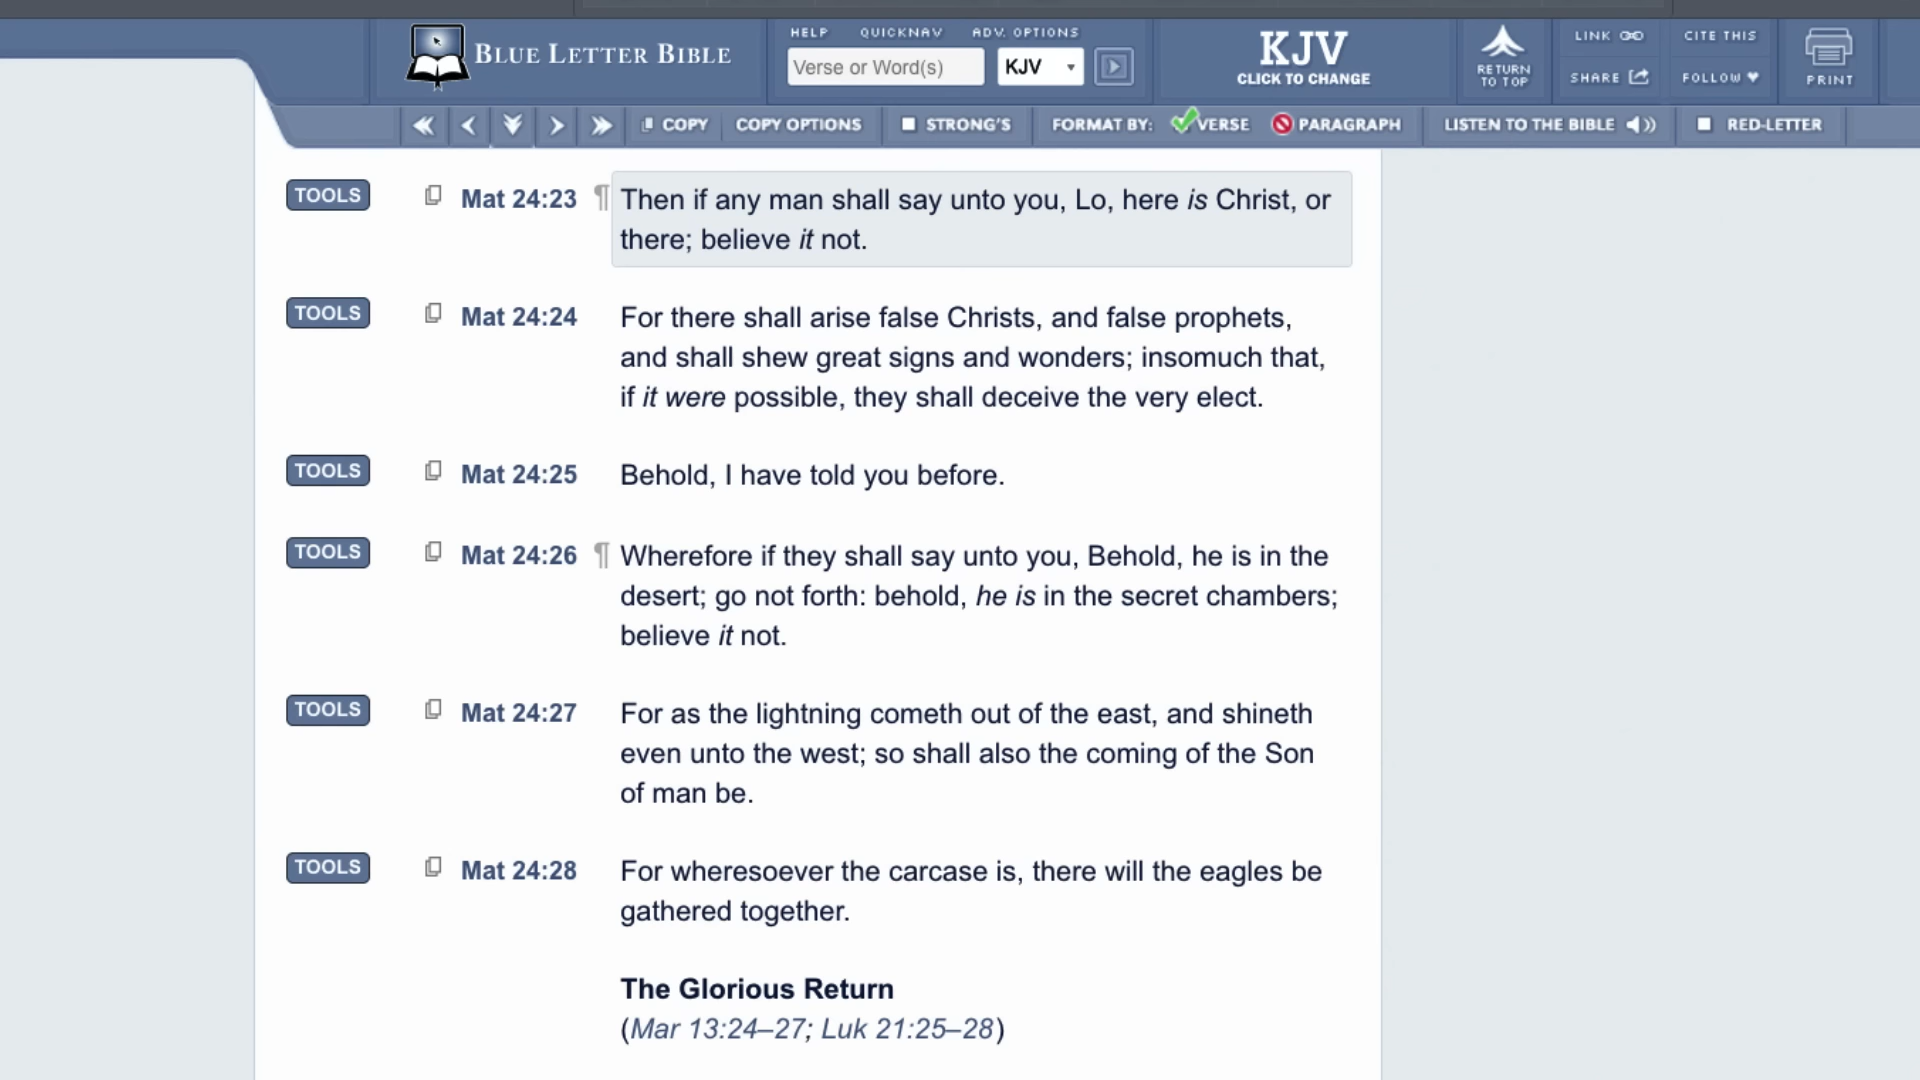 BLUE LETTER BIBLE
HELP QUICKNAV ADV. OPTIONS
Verse or Word(s) KJV
KJV
CLICK TO CHANGE
RETURN
TO TOP
LINK
SHARE
CITE THIS
FOLLOW
PRINT
COPY COPY OPTIONS STRONG'S FORMAT BY: VERSE PARAGRAPH LISTEN TO THE BIBLE RED-LETTER
TOOLS Mat 24:23 ¶ Then if any man shall say unto you, Lo, here is Christ, or
there; believe it not.
TOOLS Mat 24:24 For there shall arise false Christs, and false prophets,
and shall shew great signs and wonders; insomuch that,
if it were possible, they shall deceive the very elect.
TOOLS Mat 24:25 Behold, I have told you before.
TOOLS Mat 24:26 ¶ Wherefore if they shall say unto you, Behold, he is in the
desert; go not forth: behold, he is in the secret chambers;
believe it not.
TOOLS Mat 24:27 For as the lightning cometh out of the east, and shineth
even unto the west; so shall also the coming of the Son
of man be.
TOOLS Mat 24:28 For wheresoever the carcase is, there will the eagles be
gathered together.
The Glorious Return
(Mar 13:24–27; Luk 21:25–28)